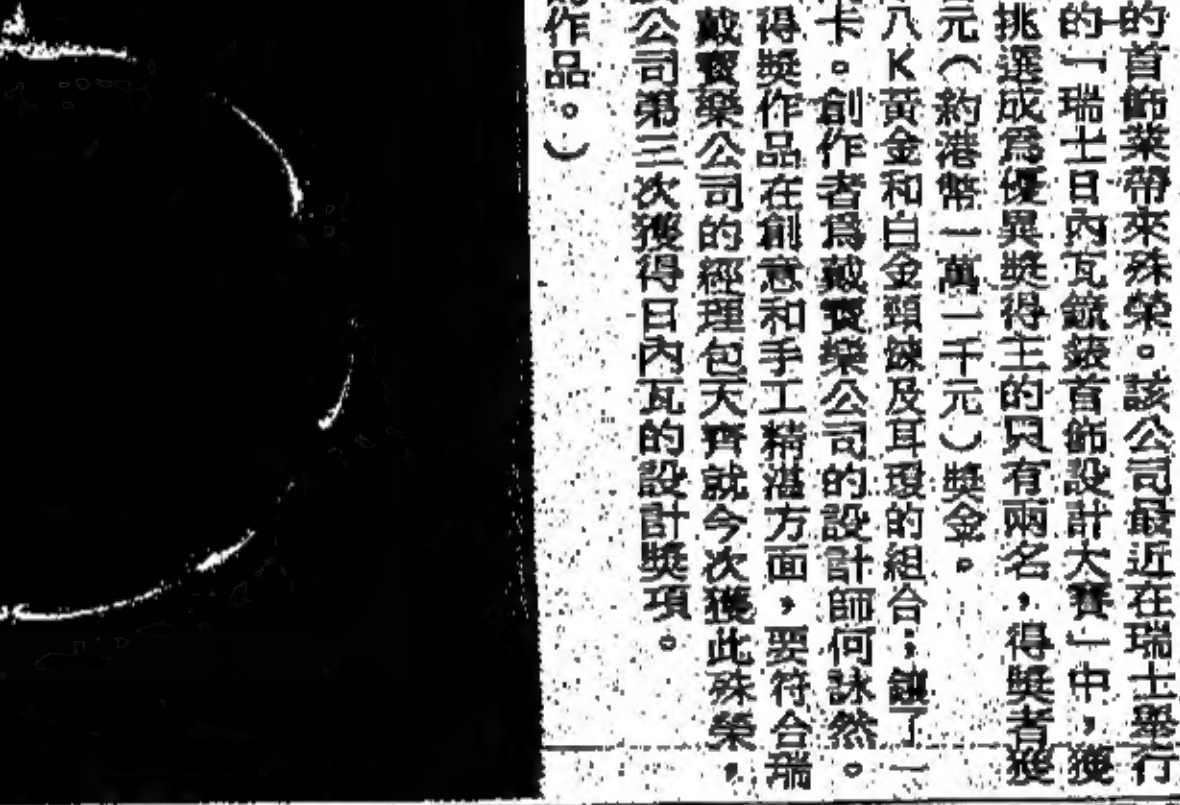 的首飾業帶來殊榮。該公司最近在瑞士舉行
的「瑞士日內瓦鐘錶首飾設計大賽」中，獲
挑選成爲優異獎得主的只有兩名，得獎者獲
元（約港幣一萬一千元）獎金。
八K黃金和白金頸鍊及耳環的組合；鑲了一
卡。創作者爲戴寶樂公司的設計師何詠然。
得獎作品在創意和手工精湛方面，要符合瑞
戴寶樂公司的經理包天齊就今次獲此殊榮，
公司第三次獲得日內瓦的設計獎項。
作品。）